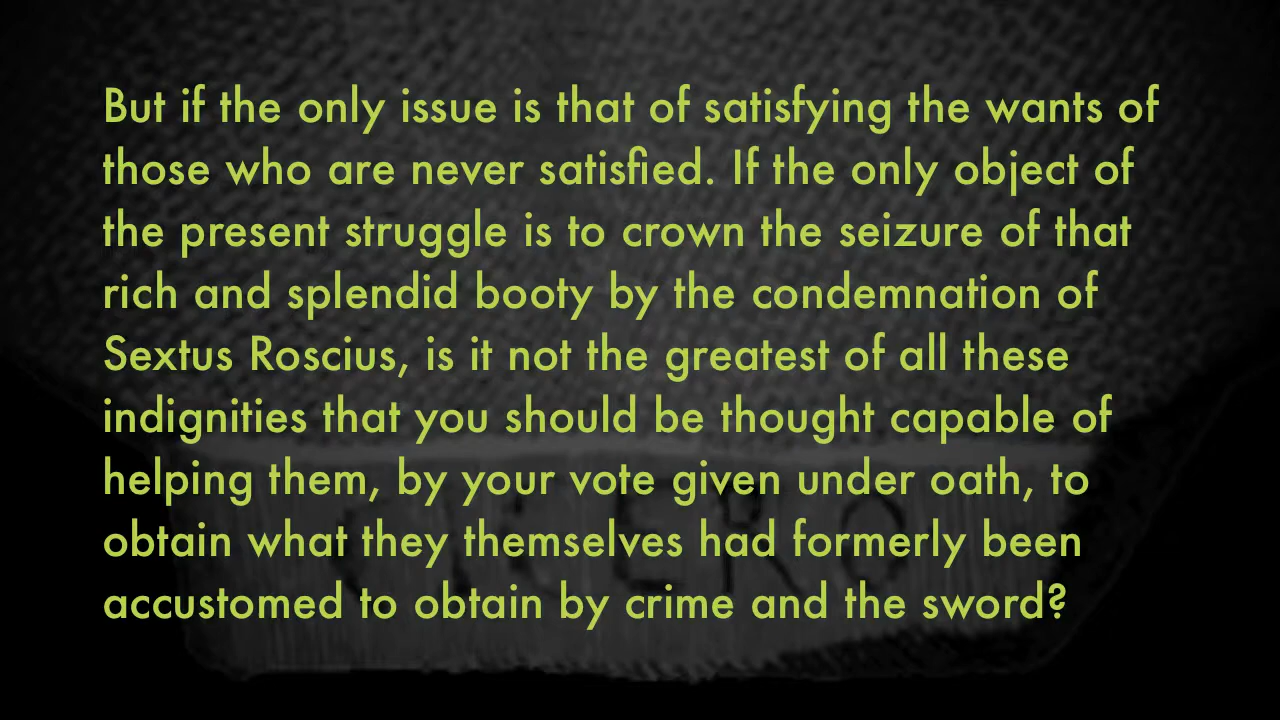 But if the only issue is that of satisfying the wants of
those who are never satisfied. If the only object of
the present struggle is to crown the seizure of that
rich and splendid booty by the condemnation of
Sextus Roscius, is it not the greatest of all these
indignities that you should be thought capable of
helping them, by your vote given under oath, to
obtain what they themselves had formerly been
accustomed to obtain by crime and the sword?
CICERO